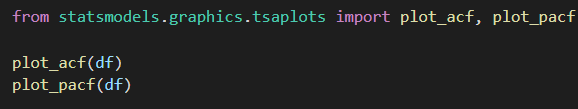 from statsmodels.graphics.tsaplots import plot_acf, plot_pacf
plot_acf(df)
plot_pacf(df)